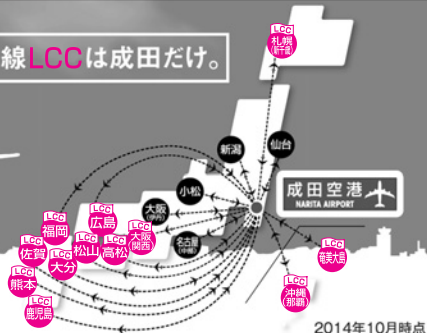 LCC
札幌
(新千歳)
線LCCは成田だけ。
新潟
仙台
小松
成田空港
NARITA AIRPORT
大阪
(伊丹)
LCC
広島
LCC
福岡
LCC
大阪
(関西)
名古屋
(中部)
LCC
佐賀
LCC
大分
LCC
松山
LCC
高松
LCC
奄美大島
LCC
熊本
LCC
鹿児島
LCC
沖縄
(那覇)
2014年10月時点